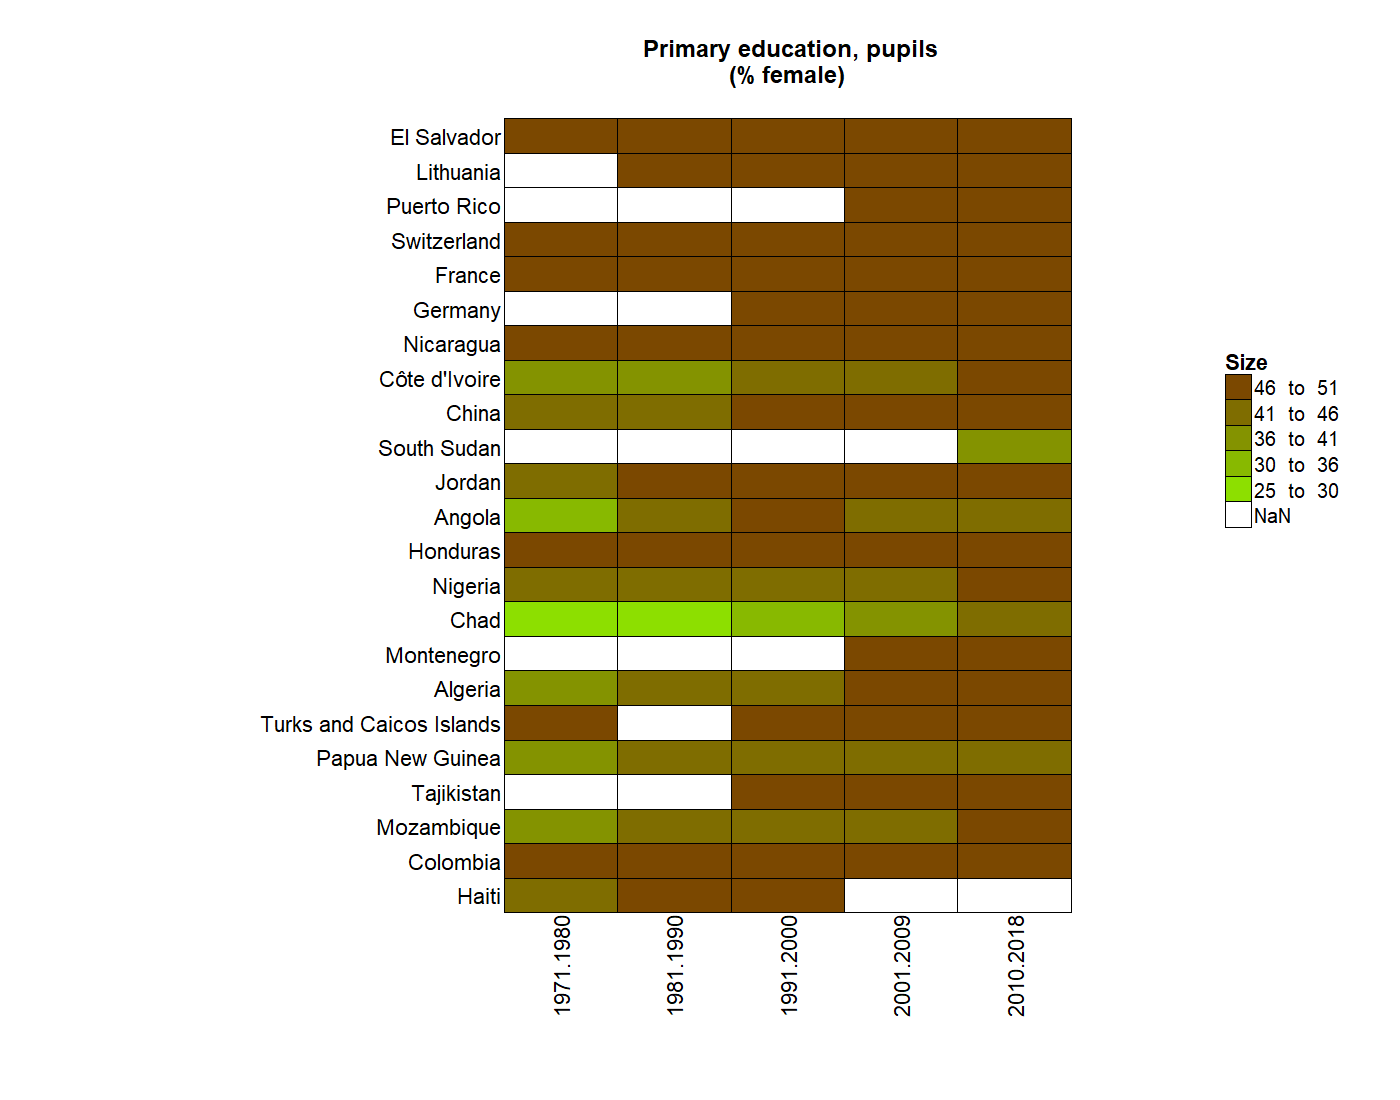 Primary education, pupils
(% female)
El Salvador
Lithuania
Puerto Rico
Switzerland
France
Germany
Nicaragua
Côte d'Ivoire
China
South Sudan
Jordan
Angola
Honduras
Nigeria
Chad
Montenegro
Algeria
Turks and Caicos Islands
Papua New Guinea
Tajikistan
Mozambique
Colombia
Haiti
1971.1980
1981.1990
1991.2000
2001.2009
2010.2018
Size
46 to 51
41 to 46
36 to 41
30 to 36
25 to 30
NaN